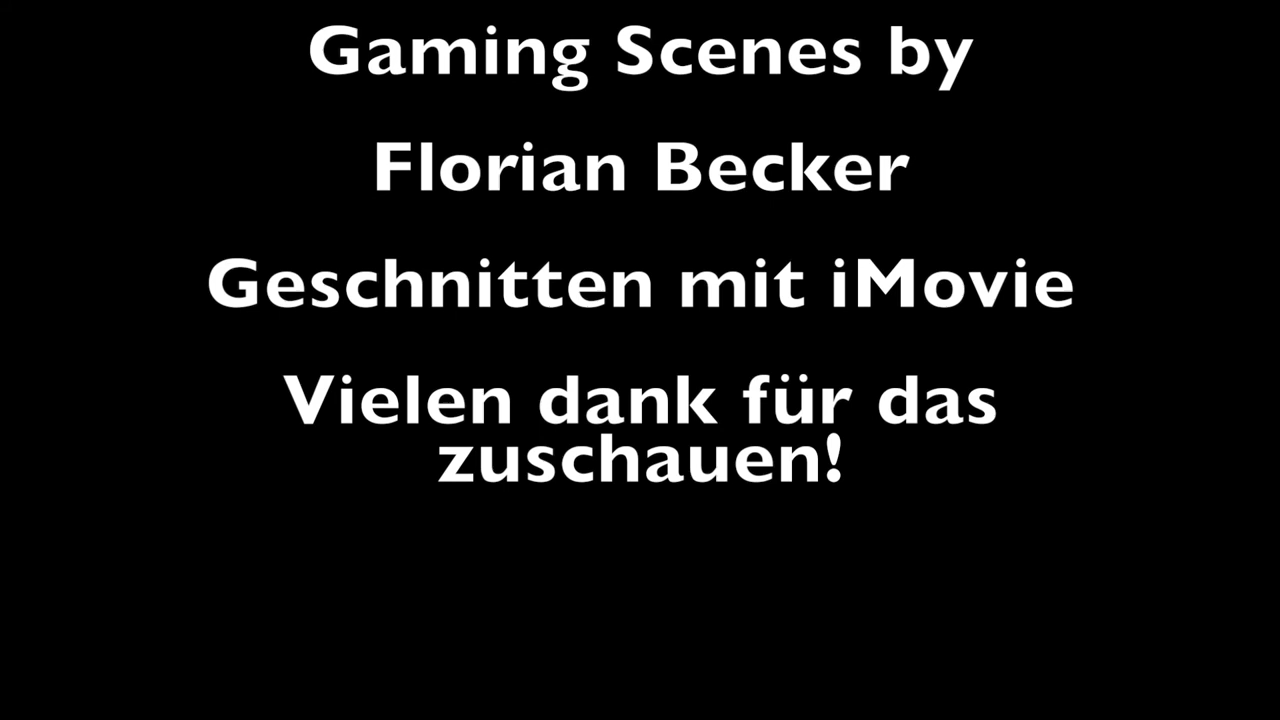 Gaming Scenes by
Florian Becker
Geschnitten mit iMovie
Vielen dank für das
zuschauen!